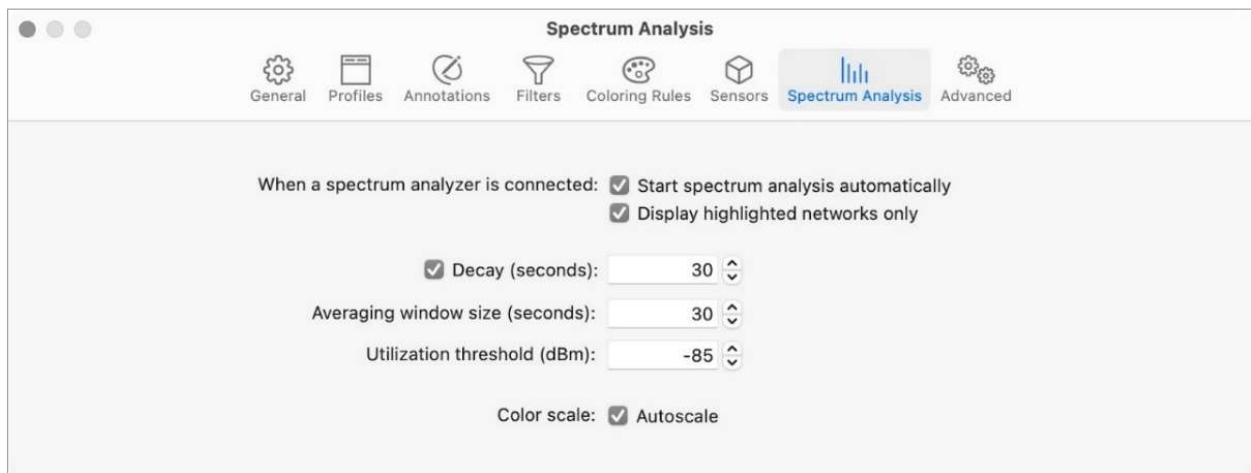 Spectrum Analysis
General Profiles Annotations Filters Coloring Rules Sensors Spectrum Analysis Advanced
When a spectrum analyzer is connected: Start spectrum analysis automatically
Display highlighted networks only
Decay (seconds): 30
Averaging window size (seconds): 30
Utilization threshold (dBm): -85
Color scale: Autoscale